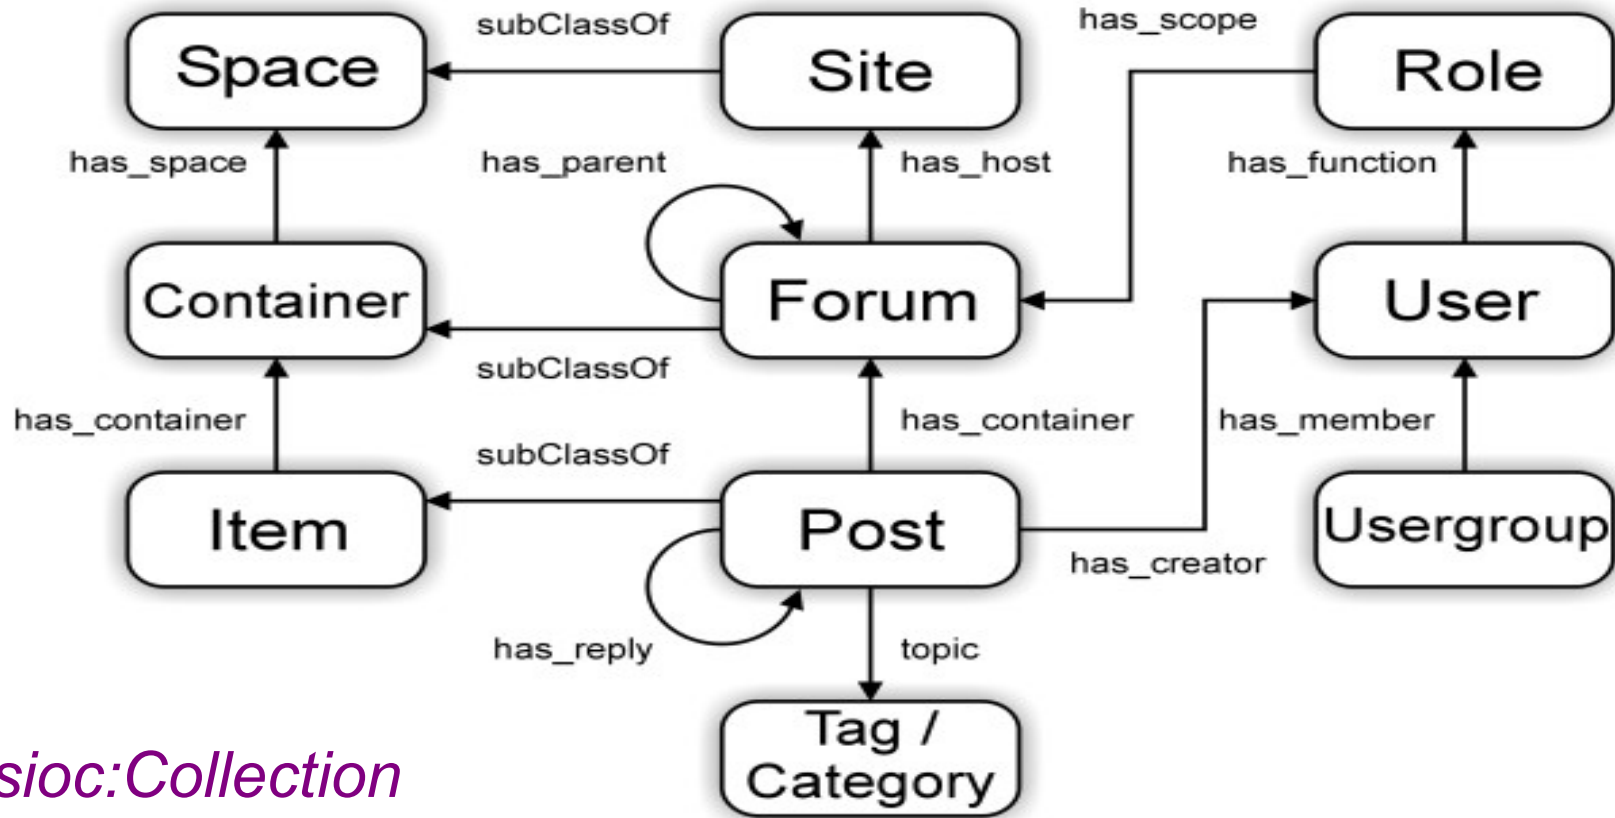 subClassOf
has_scope
Space
Site
Role
has_space
has_parent
has_host
has_function
Container
Forum
User
subClassOf
has_container
has_container
has_member
subClassOf
Item
Post
Usergroup
has_creator
has_reply
topic
Tag /
Category
sioc:Collection